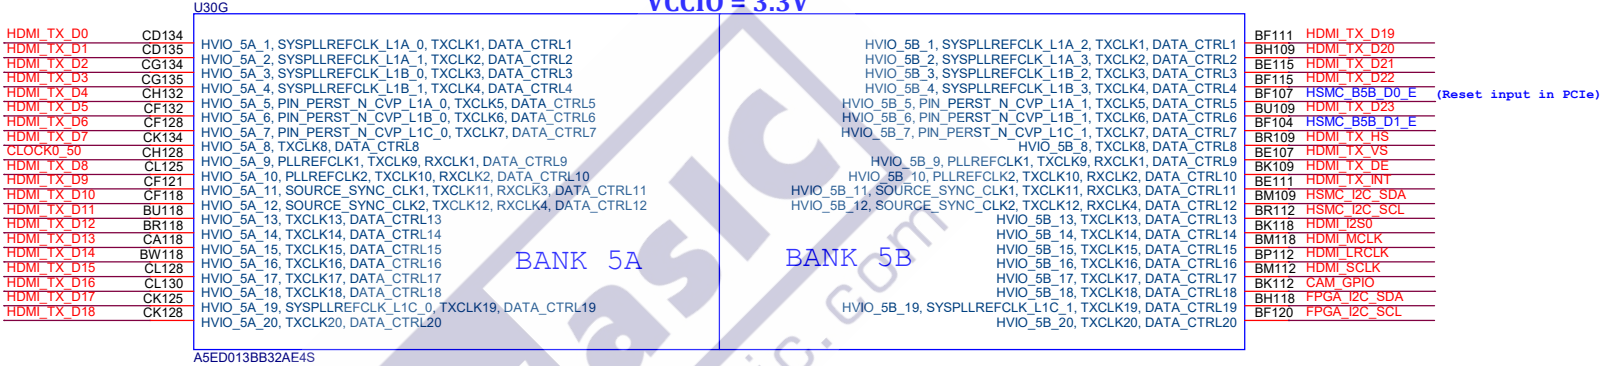 VCCIO = 3.3V
U30G
HDMI_TX_D0 CD134 HVIO_5A_1, SYSPLLREFCLK_L1A_0, TXCLK1, DATA_CTRL1 HVIO_5B_1, SYSPLLREFCLK_L1A_2, TXCLK1, DATA_CTRL1 BF111 HDMI_TX_D19
HDMI_TX_D1 CD135 HVIO_5A_2, SYSPLLREFCLK_L1A_1, TXCLK2, DATA_CTRL2 HVIO_5B_2, SYSPLLREFCLK_L1A_3, TXCLK2, DATA_CTRL2 BH109 HDMI_TX_D20
HDMI_TX_D2 CG134 HVIO_5A_3, SYSPLLREFCLK_L1B_0, TXCLK3, DATA_CTRL3 HVIO_5B_3, SYSPLLREFCLK_L1B_2, TXCLK3, DATA_CTRL3 BE115 HDMI_TX_D21
HDMI_TX_D3 CG135 HVIO_5A_4, SYSPLLREFCLK_L1B_1, TXCLK4, DATA_CTRL4 HVIO_5B_4, SYSPLLREFCLK_L1B_3, TXCLK4, DATA_CTRL4 BF115 HDMI_TX_D22
HDMI_TX_D4 CH132 HVIO_5A_5, PIN_PERST_N_CVP_L1A_0, TXCLK5, DATA_CTRL5 HVIO_5B_5, PIN_PERST_N_CVP_L1A_1, TXCLK5, DATA_CTRL5 BF107 HSMC_B5B_D0_E (Reset input in PCIe)
HDMI_TX_D5 CF132 HVIO_5A_6, PIN_PERST_N_CVP_L1B_0, TXCLK6, DATA_CTRL6 HVIO_5B_6, PIN_PERST_N_CVP_L1B_1, TXCLK6, DATA_CTRL6 BU109 HDMI_TX_D23
HDMI_TX_D6 CF128 HVIO_5A_7, PIN_PERST_N_CVP_L1C_0, TXCLK7, DATA_CTRL7 HVIO_5B_7, PIN_PERST_N_CVP_L1C_1, TXCLK7, DATA_CTRL7 BF104 HSMC_B5B_D1_E
HDMI_TX_D7 CK134 HVIO_5A_8, TXCLK8, DATA_CTRL8 HVIO_5B_8, TXCLK8, DATA_CTRL8 BR109 HDMI_TX_HS
CLOCK0_50 CH128 HVIO_5A_9, PLLREFCLK1, TXCLK9, RXCLK1, DATA_CTRL9 HVIO_5B_9, PLLREFCLK1, TXCLK9, RXCLK1, DATA_CTRL9 BE107 HDMI_TX_VS
HDMI_TX_D8 CL125 HVIO_5A_10, PLLREFCLK2, TXCLK10, RXCLK2, DATA_CTRL10 HVIO_5B_10, PLLREFCLK2, TXCLK10, RXCLK2, DATA_CTRL10 BK109 HDMI_TX_DE
HDMI_TX_D9 CF121 HVIO_5A_11, SOURCE_SYNC_CLK1, TXCLK11, RXCLK3, DATA_CTRL11 HVIO_5B_11, SOURCE_SYNC_CLK1, TXCLK11, RXCLK3, DATA_CTRL11 BE111 HDMI_TX_INT
HDMI_TX_D10 CF118 HVIO_5A_12, SOURCE_SYNC_CLK2, TXCLK12, RXCLK4, DATA_CTRL12 HVIO_5B_12, SOURCE_SYNC_CLK2, TXCLK12, RXCLK4, DATA_CTRL12 BM109 HSMC_I2C_SDA
HDMI_TX_D11 BU118 HVIO_5A_13, TXCLK13, DATA_CTRL13 HVIO_5B_13, TXCLK13, DATA_CTRL13 BR112 HSMC_I2C_SCL
HDMI_TX_D12 BR118 HVIO_5A_14, TXCLK14, DATA_CTRL14 HVIO_5B_14, TXCLK14, DATA_CTRL14 BK118 HDMI_I2S0
HDMI_TX_D13 CA118 HVIO_5A_15, TXCLK15, DATA_CTRL15 HVIO_5B_15, TXCLK15, DATA_CTRL15 BM118 HDMI_MCLK
HDMI_TX_D14 BW118 HVIO_5A_16, TXCLK16, DATA_CTRL16 BANK 5A BANK 5B HVIO_5B_16, TXCLK16, DATA_CTRL16 BP112 HDMI_LRCLK
HDMI_TX_D15 CL128 HVIO_5A_17, TXCLK17, DATA_CTRL17 HVIO_5B_17, TXCLK17, DATA_CTRL17 BM112 HDMI_SCLK
HDMI_TX_D16 CL130 HVIO_5A_18, TXCLK18, DATA_CTRL18 HVIO_5B_18, TXCLK18, DATA_CTRL18 BK112 CAM_GPIO
HDMI_TX_D17 CK125 HVIO_5A_19, SYSPLLREFCLK_L1C_0, TXCLK19, DATA_CTRL19 HVIO_5B_19, SYSPLLREFCLK_L1C_1, TXCLK19, DATA_CTRL19 BH118 FPGA_I2C_SDA
HDMI_TX_D18 CK128 HVIO_5A_20, TXCLK20, DATA_CTRL20 HVIO_5B_20, TXCLK20, DATA_CTRL20 BF120 FPGA_I2C_SCL
A5ED013BB32AE4S
asic
ic.com